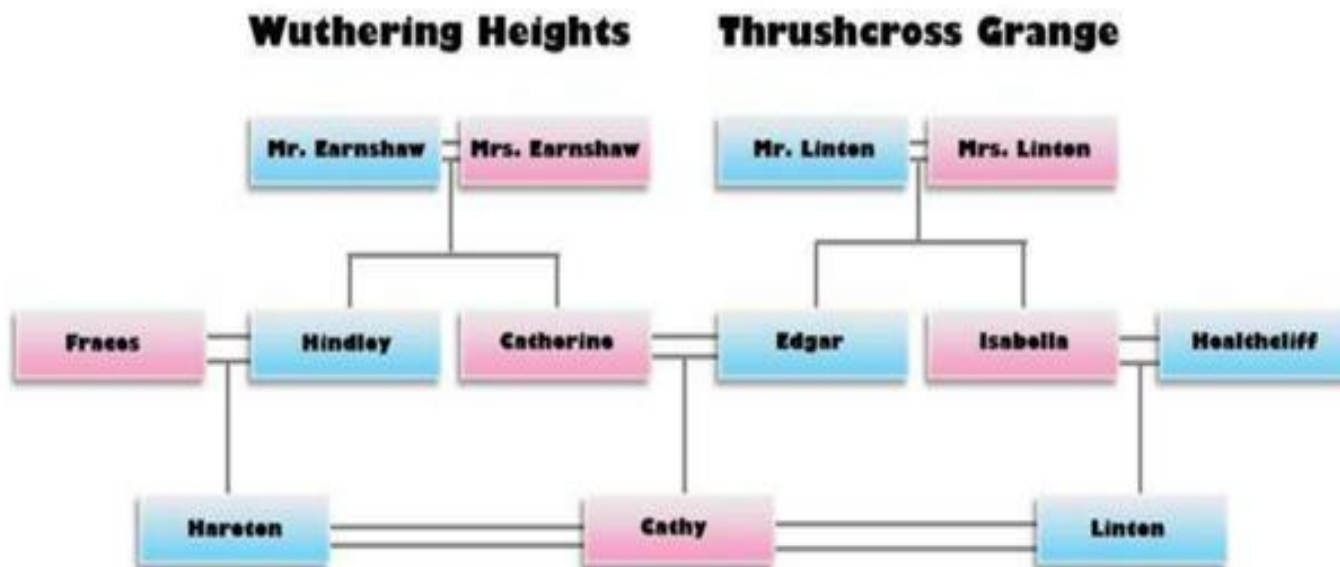 Wuthering Heights Thrushcross Grange
Mr. Earnshaw Mrs. Earnshaw Mr. Linton Mrs. Linton
Fraces Hindley Catherine Edgar Isabella Healthcliff
Hareton Cathy Linton